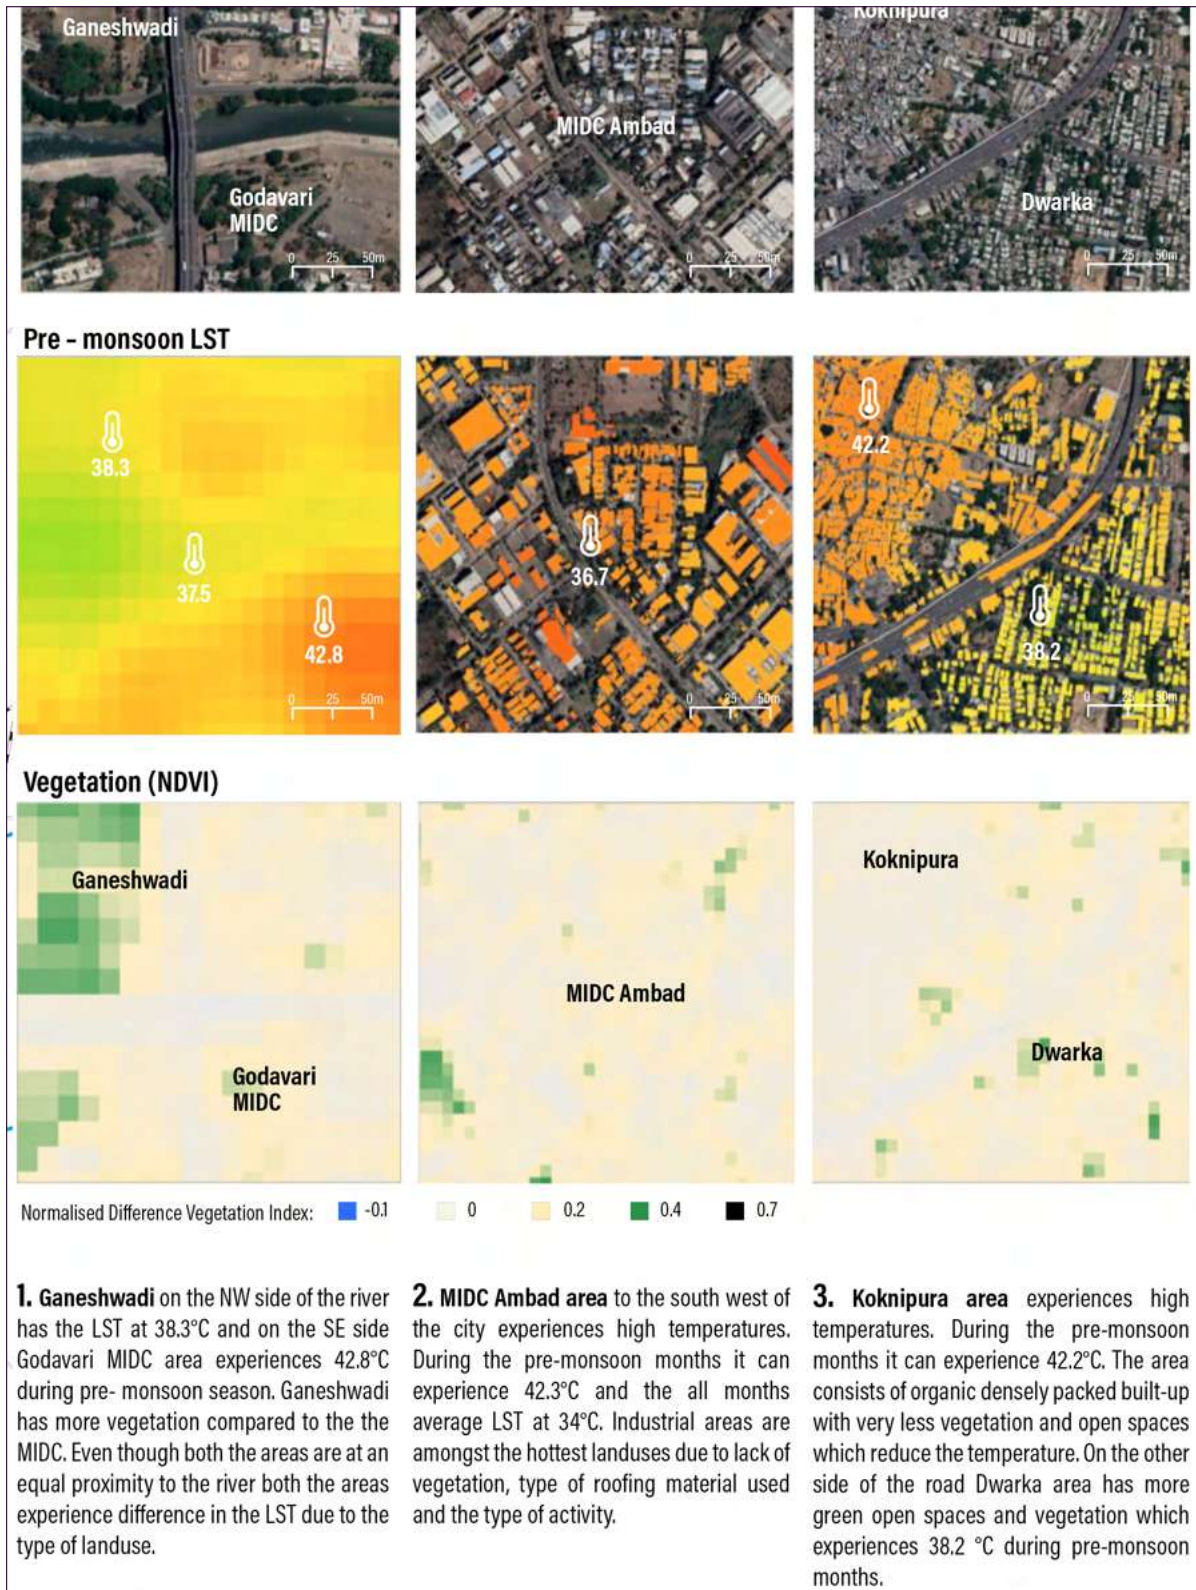 Ganeshwadi
Godavari
MIDC
0 25 50m
MIDC Ambad
0 25 50m
Koknipura
Dwarka
0 25 50m
Pre – monsoon LST
38.3
37.5
42.8
0 25 50m
36.7
0 25 50m
42.2
38.2
0 25 50m
Vegetation (NDVI)
Ganeshwadi
Godavari
MIDC
MIDC Ambad
Koknipura
Dwarka
Normalised Difference Vegetation Index: -0.1 0 0.2 0.4 0.7
1. Ganeshwadi on the NW side of the river
has the LST at 38.3°C and on the SE side
Godavari MIDC area experiences 42.8°C
during pre- monsoon season. Ganeshwadi
has more vegetation compared to the the
MIDC. Even though both the areas are at an
equal proximity to the river both the areas
experience difference in the LST due to the
type of landuse.
2. MIDC Ambad area to the south west of
the city experiences high temperatures.
During the pre-monsoon months it can
experience 42.3°C and the all months
average LST at 34°C. Industrial areas are
amongst the hottest landuses due to lack of
vegetation, type of roofing material used
and the type of activity.
3. Koknipura area experiences high
temperatures. During the pre-monsoon
months it can experience 42.2°C. The area
consists of organic densely packed built-up
with very less vegetation and open spaces
which reduce the temperature. On the other
side of the road Dwarka area has more
green open spaces and vegetation which
experiences 38.2 °C during pre-monsoon
months.